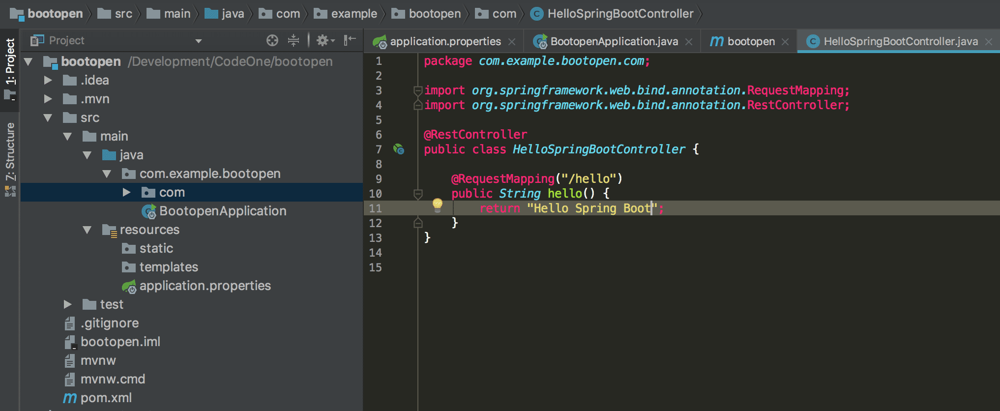 bootopen src main java com example bootopen com HelloSpringBootController
1: Project
7: Structure
Project
bootopen /Development/CodeOne/bootopen
.idea
.mvn
src
main
java
com.example.bootopen
com
BootopenApplication
resources
static
templates
application.properties
test
.gitignore
bootopen.iml
mvnw
mvnw.cmd
pom.xml
application.properties BootopenApplication.java bootopen HelloSpringBootController.java
1 package com.example.bootopen.com;
2
3 import org.springframework.web.bind.annotation.RequestMapping;
4 import org.springframework.web.bind.annotation.RestController;
5
6 @RestController
7 public class HelloSpringBootController {
8
9 @RequestMapping("/hello")
10 public String hello() {
11 return "Hello Spring Boot";
12 }
13 }
14
15